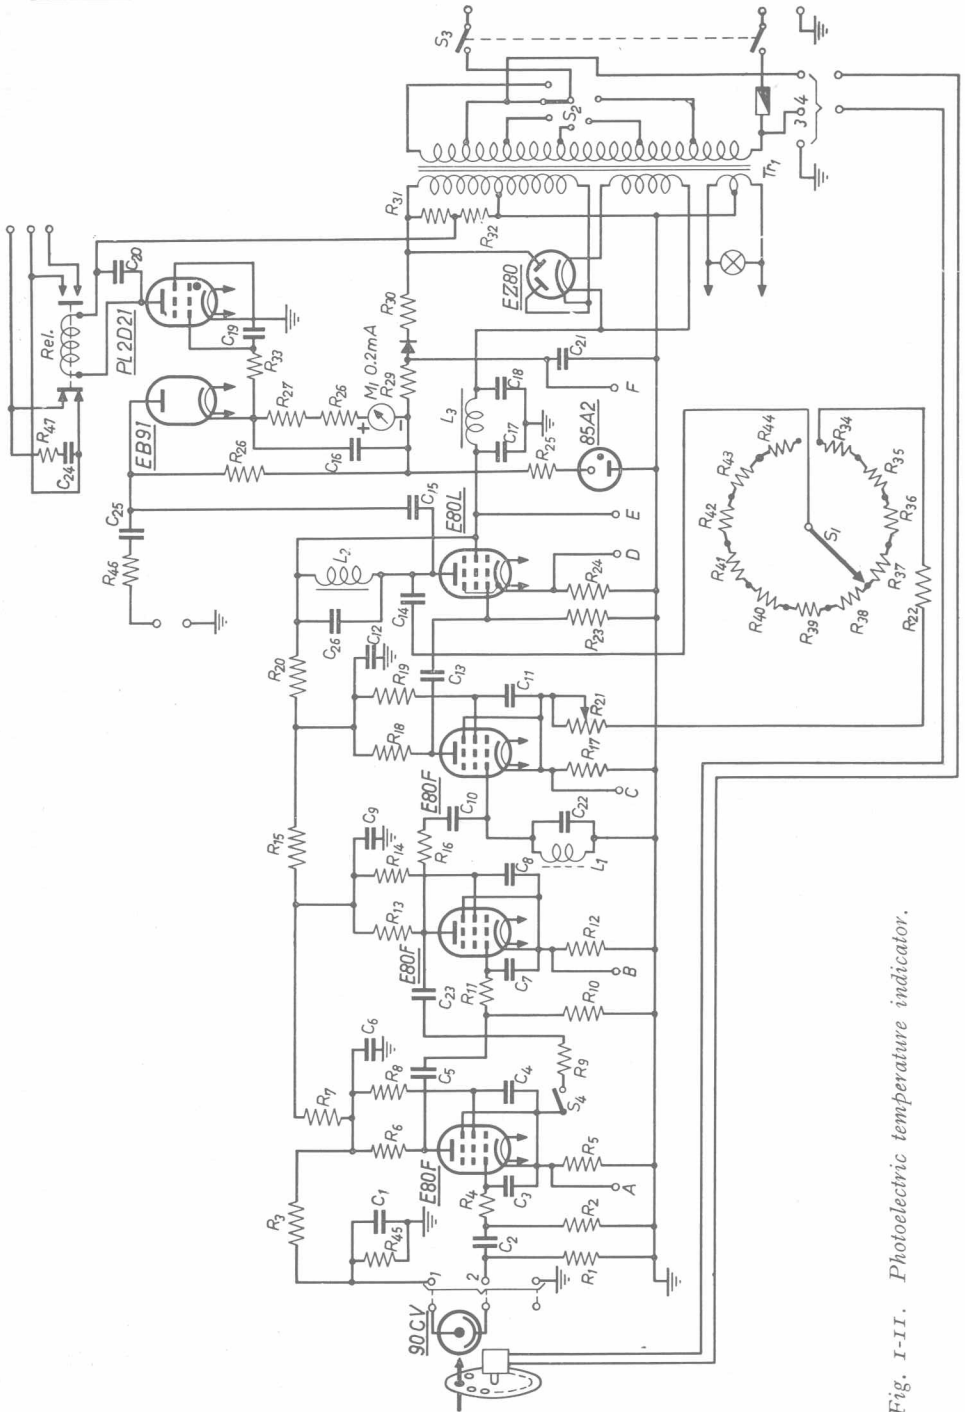 90CV
1
2
R3
C1
R45
R1
C2
R2
R4
C3
E80F
A
R5
R6
R7
R8
C6
C4
C5
S4
R9
R10
R11
C7
C23
E80F
B
R12
R13
R14
C9
C8
R15
R16
C10
L1
C22
E80F
C
R17
R18
R19
C12
C11
R21
R20
C13
C26
L2
C14
R23
R24
E80L
D
E
C15
R46
C25
R26
EB91
C16
R27
R26
M1 0.2mA
+
-
R29
R30
L3
C17
C18
R25
85A2
F
C21
R33
C19
PL2D21
C20
Rel.
R47
C24
R31
R32
EZ80
Tr1
S2
S3
3
4
S1
R22
R34
R35
R36
R37
R38
R39
R40
R41
R42
R43
R44
Fig. 1-11. Photoelectric temperature indicator.